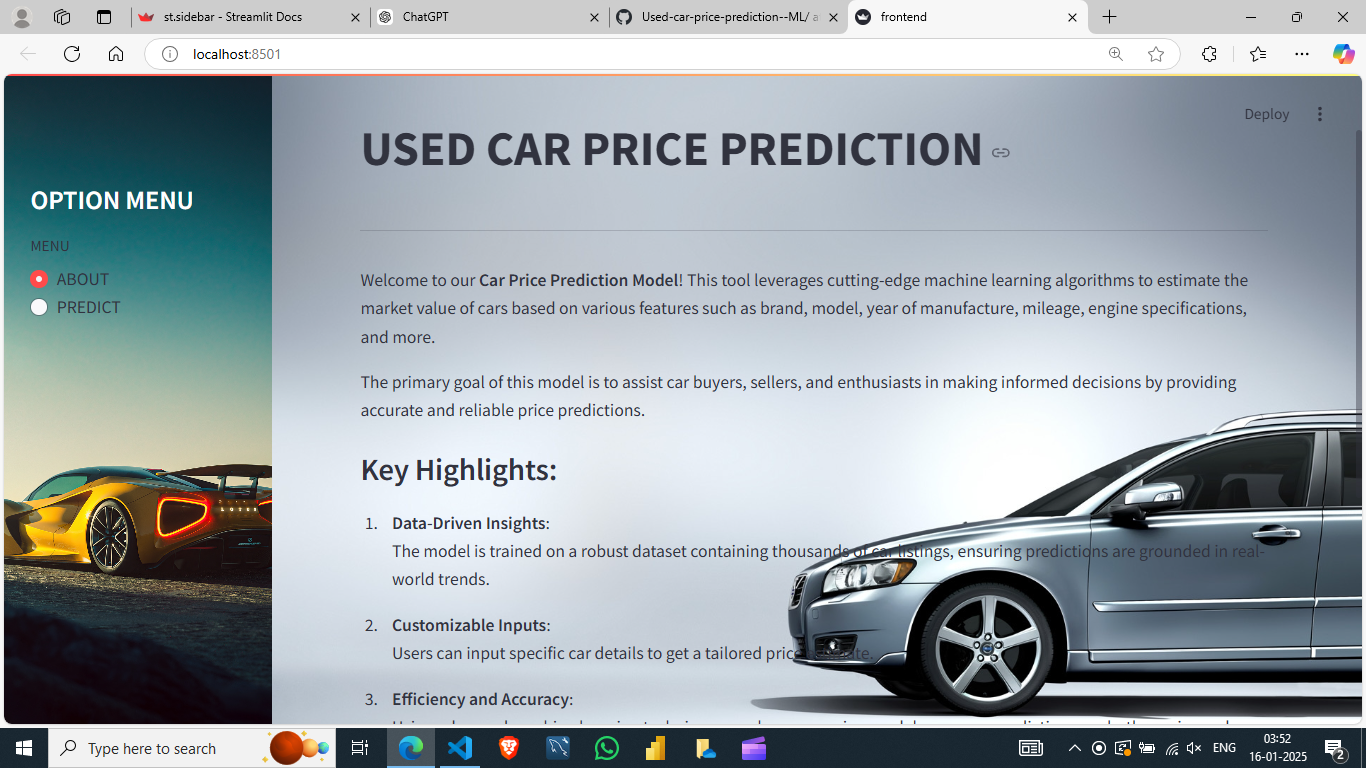 st.sidebar - Streamlit Docs
ChatGPT
Used-car-price-prediction--ML/ a
frontend
localhost:8501
Deploy
USED CAR PRICE PREDICTION
OPTION MENU
MENU
ABOUT
PREDICT
Welcome to our Car Price Prediction Model! This tool leverages cutting-edge machine learning algorithms to estimate the
market value of cars based on various features such as brand, model, year of manufacture, mileage, engine specifications,
and more.
The primary goal of this model is to assist car buyers, sellers, and enthusiasts in making informed decisions by providing
accurate and reliable price predictions.
Key Highlights:
1. Data-Driven Insights:
The model is trained on a robust dataset containing thousands of car listings, ensuring predictions are grounded in real-
world trends.
2. Customizable Inputs:
Users can input specific car details to get a tailored price
3. Efficiency and Accuracy:
LOTUS
Type here to search
ENG
03:52
16-01-2025
2